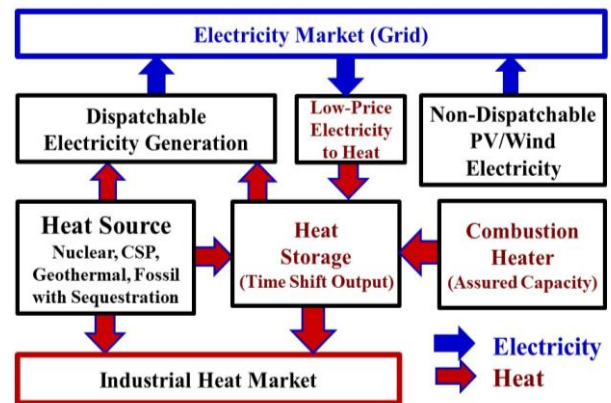 Electricity Market (Grid)
Dispatchable
Electricity Generation
Low-Price
Electricity
to Heat
Non-Dispatchable
PV/Wind
Electricity
Heat Source
Nuclear, CSP,
Geothermal, Fossil
with Sequestration
Heat
Storage
(Time Shift Output)
Combustion
Heater
(Assured Capacity)
Industrial Heat Market
Electricity
Heat